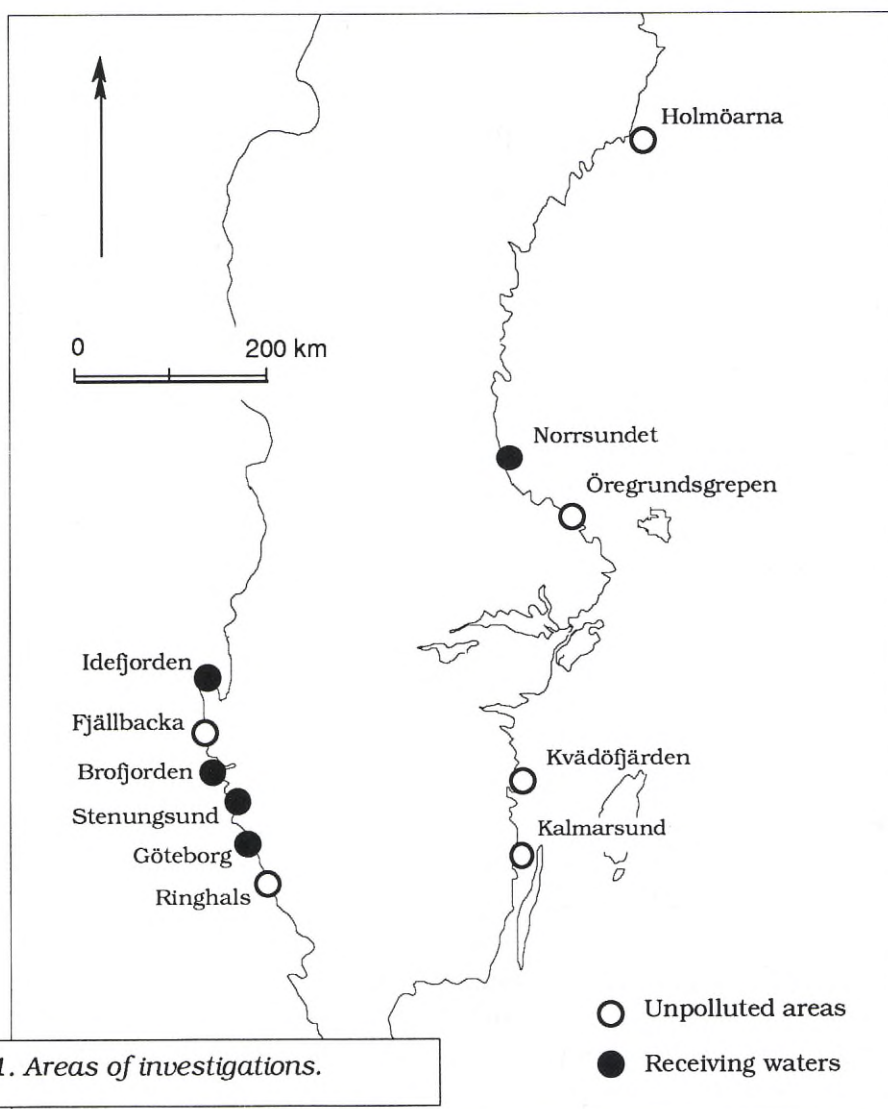 Holmöarna
0 200 km
Norrsundet
Öregrundsgrepen
Idefjorden
Fjällbacka
Brofjorden
Stenungsund
Göteborg
Ringhals
Kvädöfjärden
Kalmarsund
Unpolluted areas
Receiving waters
1. Areas of investigations.